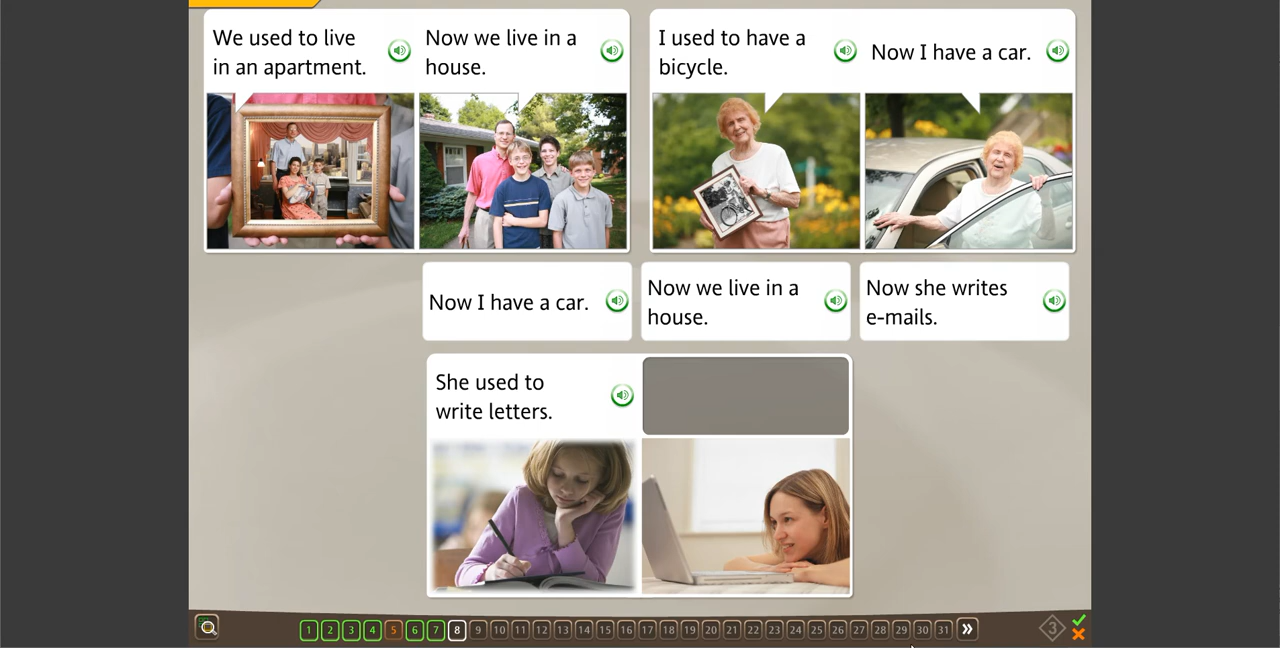 We used to live
in an apartment.
Now we live in a
house.
I used to have a
bicycle.
Now I have a car.
Now I have a car.
Now we live in a
house.
Now she writes
e-mails.
She used to
write letters.
1 2 3 4 5 6 7 8 9 10 11 12 13 14 15 16 17 18 19 20 21 22 23 24 25 26 27 28 29 30 31 »
3